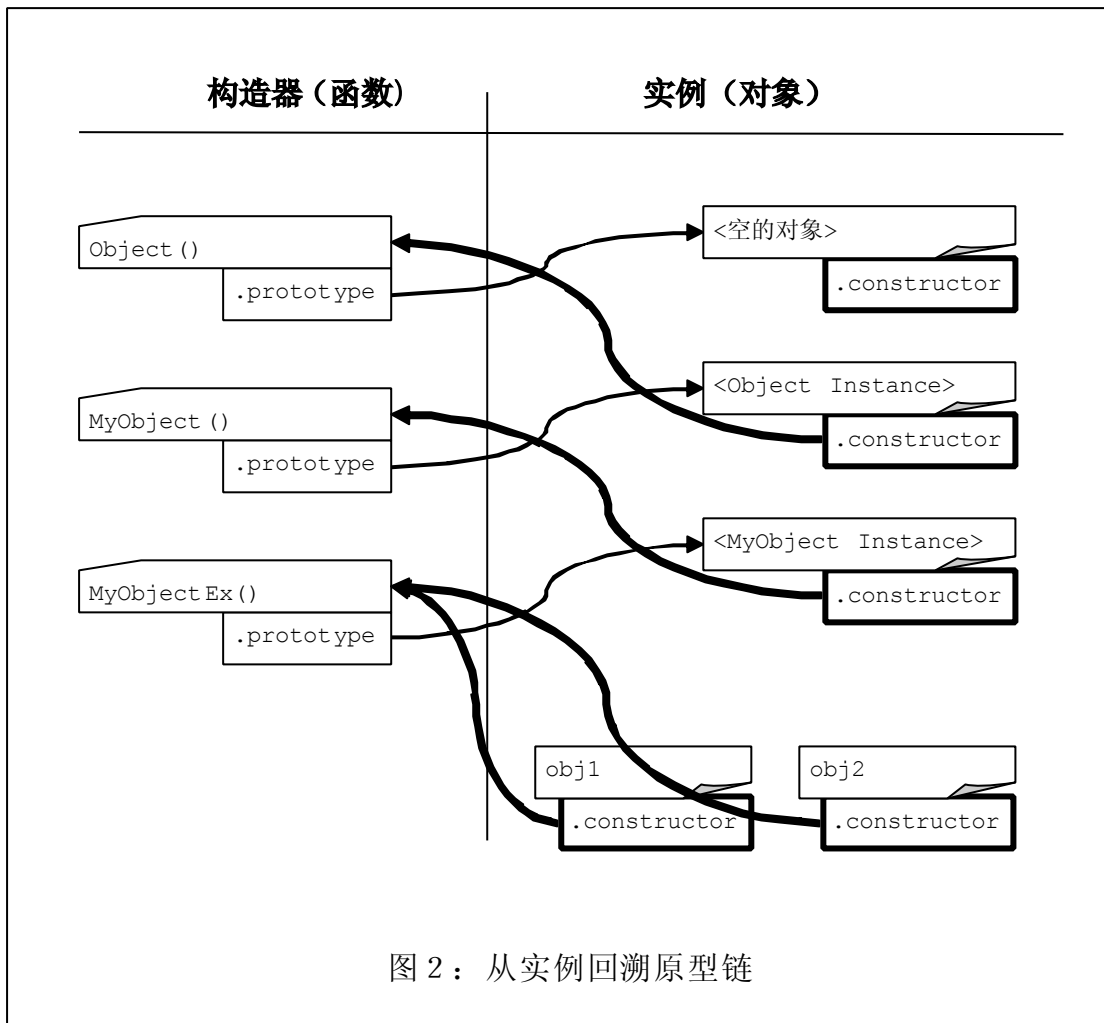 构造器（函数)
实例（对象）
Object()
.prototype
<空的对象>
.constructor
MyObject()
.prototype
<Object Instance>
.constructor
MyObjectEx()
.prototype
<MyObject Instance>
.constructor
obj1
.constructor
obj2
.constructor
图 2：从实例回溯原型链